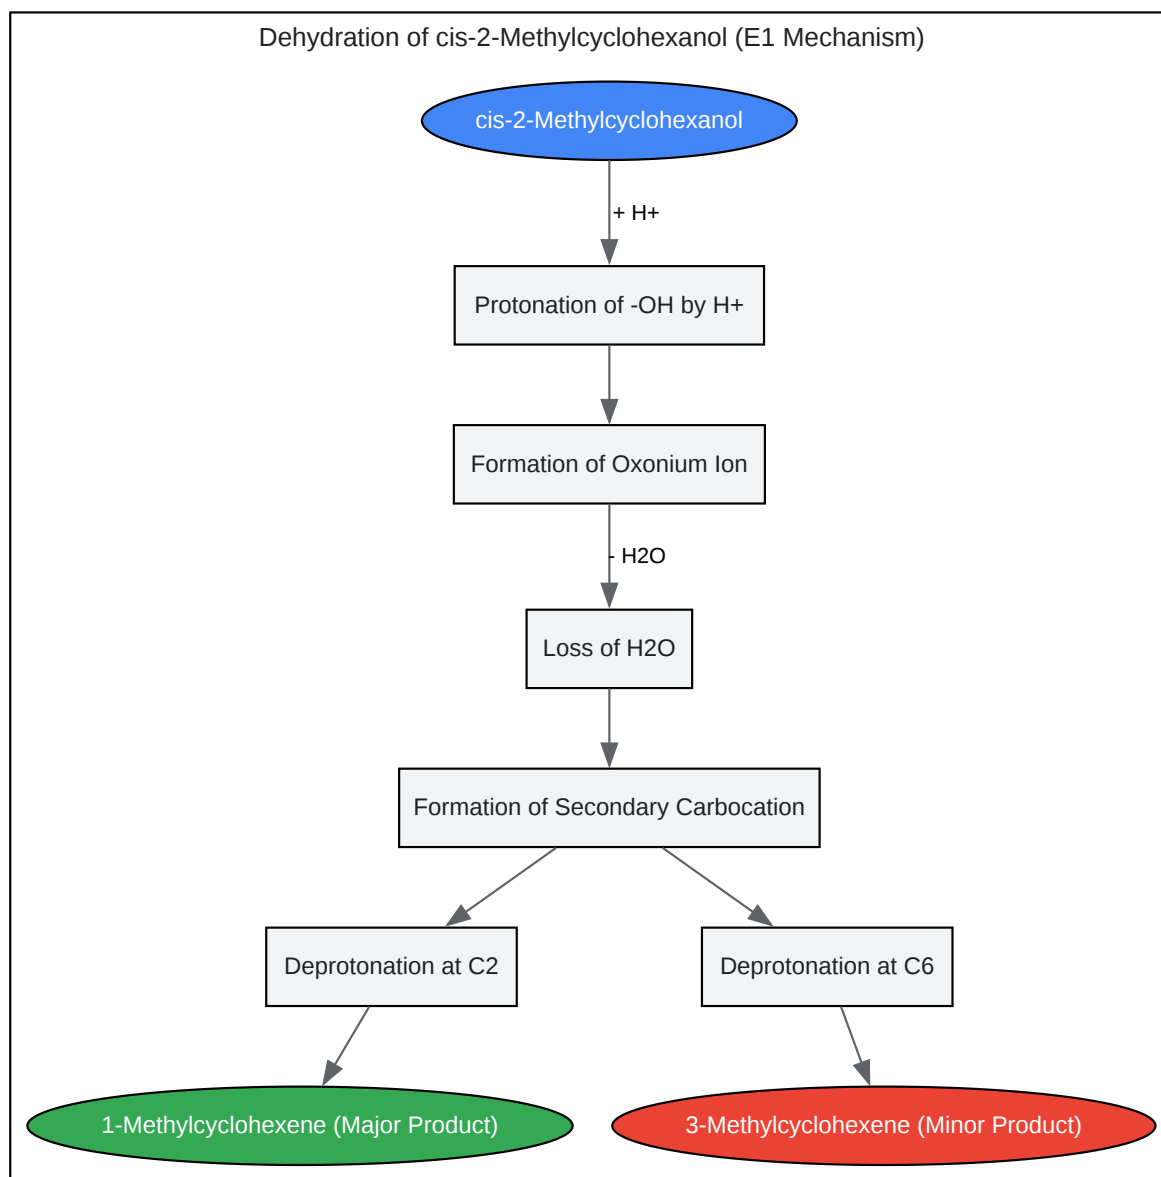 Dehydration of cis-2-Methylcyclohexanol (E1 Mechanism)
cis-2-Methylcyclohexanol
+ H+
Protonation of -OH by H+
Formation of Oxonium Ion
- H2O
Loss of H2O
Formation of Secondary Carbocation
Deprotonation at C2
Deprotonation at C6
1-Methylcyclohexene (Major Product)
3-Methylcyclohexene (Minor Product)